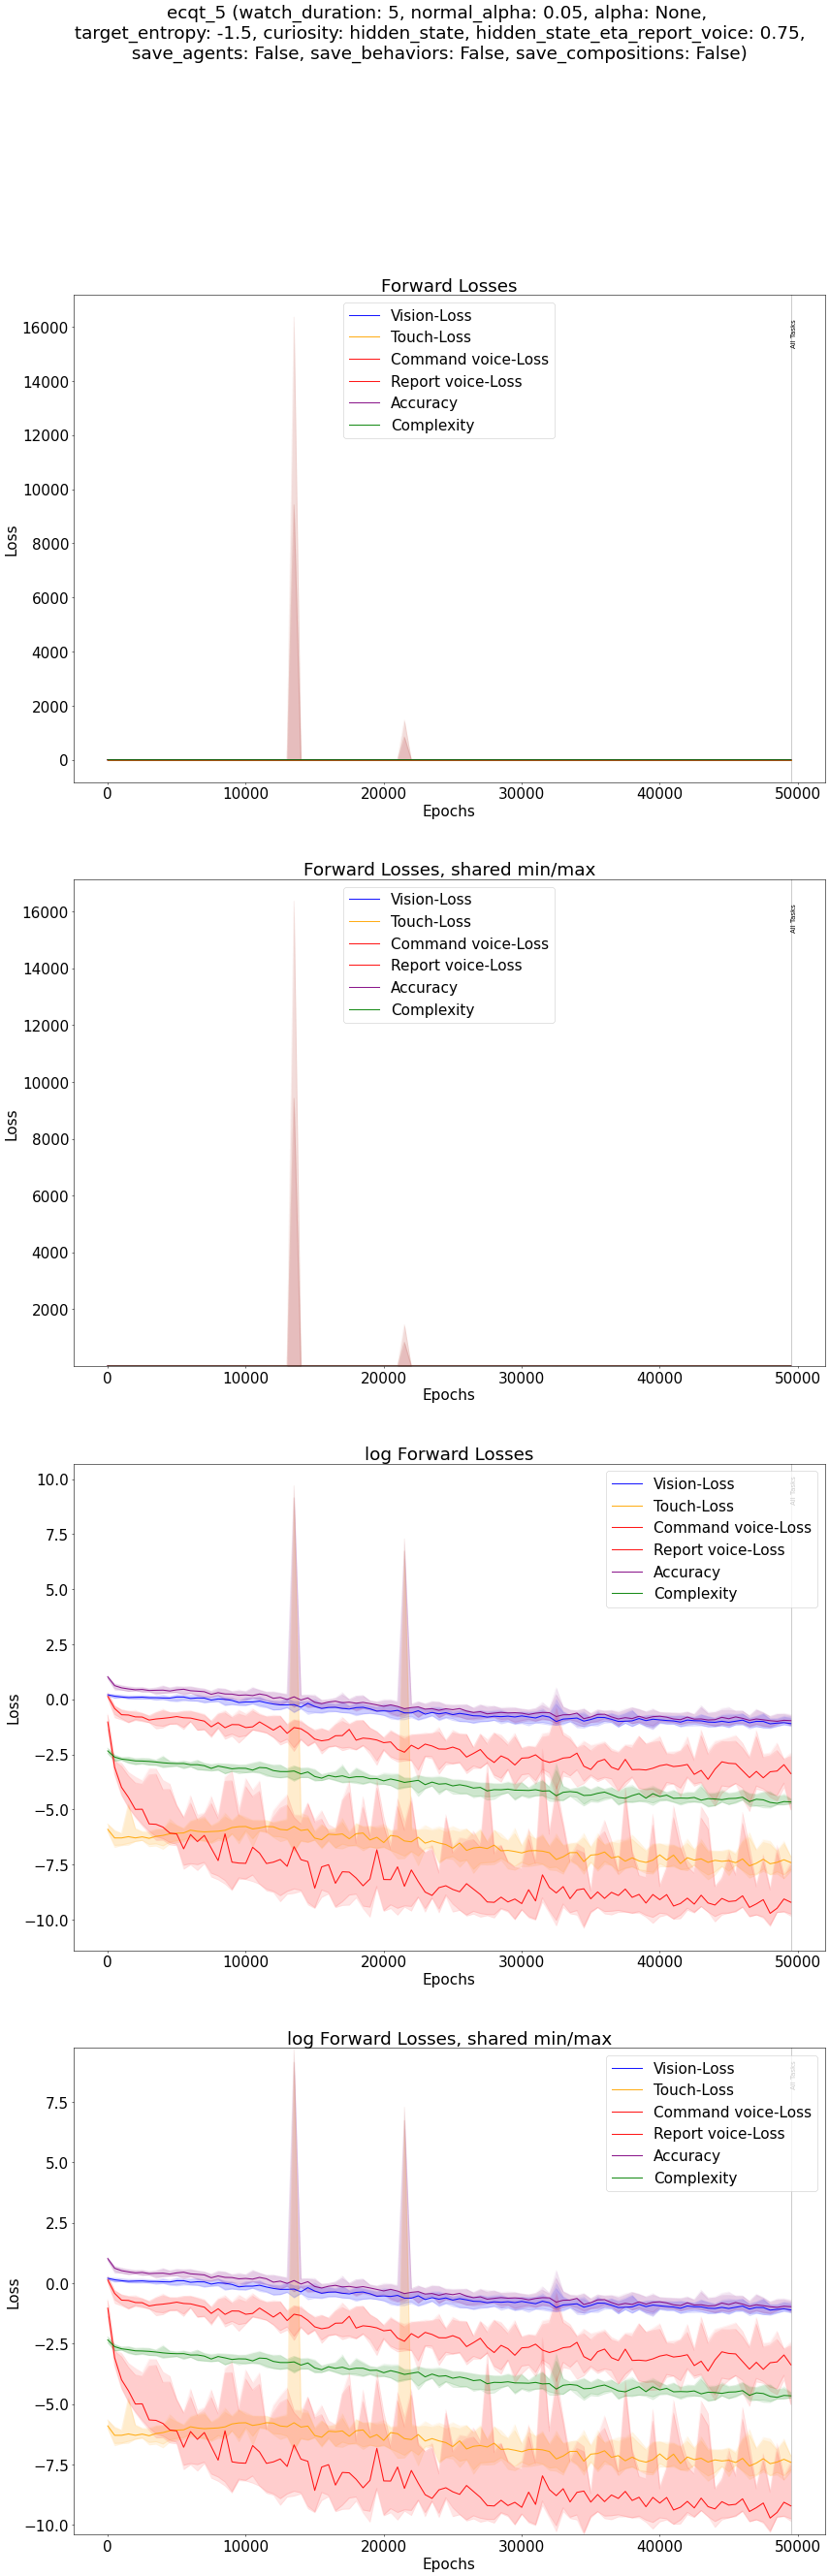 ecqt_5 (watch_duration: 5, normal_alpha: 0.05, alpha: None,
target_entropy: -1.5, curiosity: hidden_state, hidden_state_eta_report_voice: 0.75,
save_agents: False, save_behaviors: False, save_compositions: False)
Forward Losses
Vision-Loss
Touch-Loss
Command voice-Loss
Report voice-Loss
Accuracy
Complexity
All Tasks
16000
14000
12000
10000
8000
6000
4000
2000
0
Loss
0 10000 20000 30000 40000 50000
Epochs
Forward Losses, shared min/max
Vision-Loss
Touch-Loss
Command voice-Loss
Report voice-Loss
Accuracy
Complexity
All Tasks
16000
14000
12000
10000
8000
6000
4000
2000
Loss
0 10000 20000 30000 40000 50000
Epochs
log Forward Losses
Vision-Loss
Touch-Loss
Command voice-Loss
Report voice-Loss
Accuracy
Complexity
All Tasks
10.0
7.5
5.0
2.5
0.0
−2.5
−5.0
−7.5
−10.0
Loss
0 10000 20000 30000 40000 50000
Epochs
log Forward Losses, shared min/max
Vision-Loss
Touch-Loss
Command voice-Loss
Report voice-Loss
Accuracy
Complexity
All Tasks
7.5
5.0
2.5
0.0
−2.5
−5.0
−7.5
−10.0
Loss
0 10000 20000 30000 40000 50000
Epochs